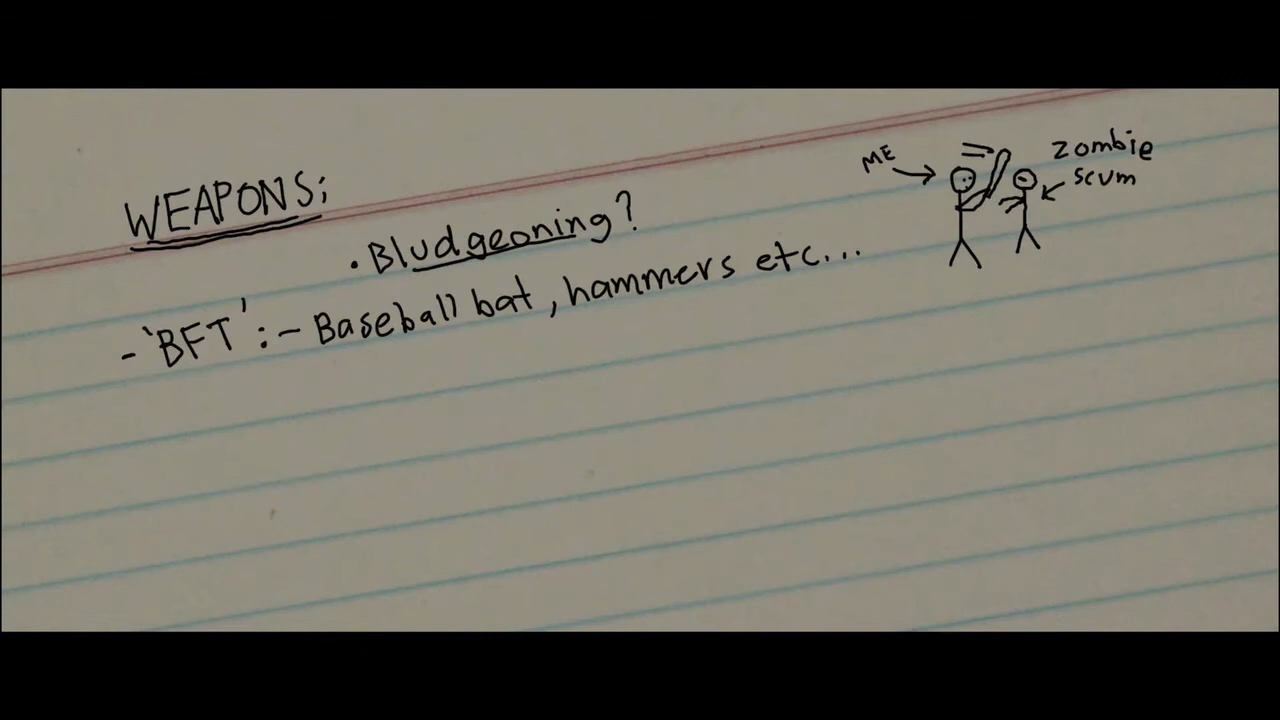 WEAPONS:
• Bludgeoning?
- 'BFT' : - Baseball bat, hammers etc...
ME
zombie
scum